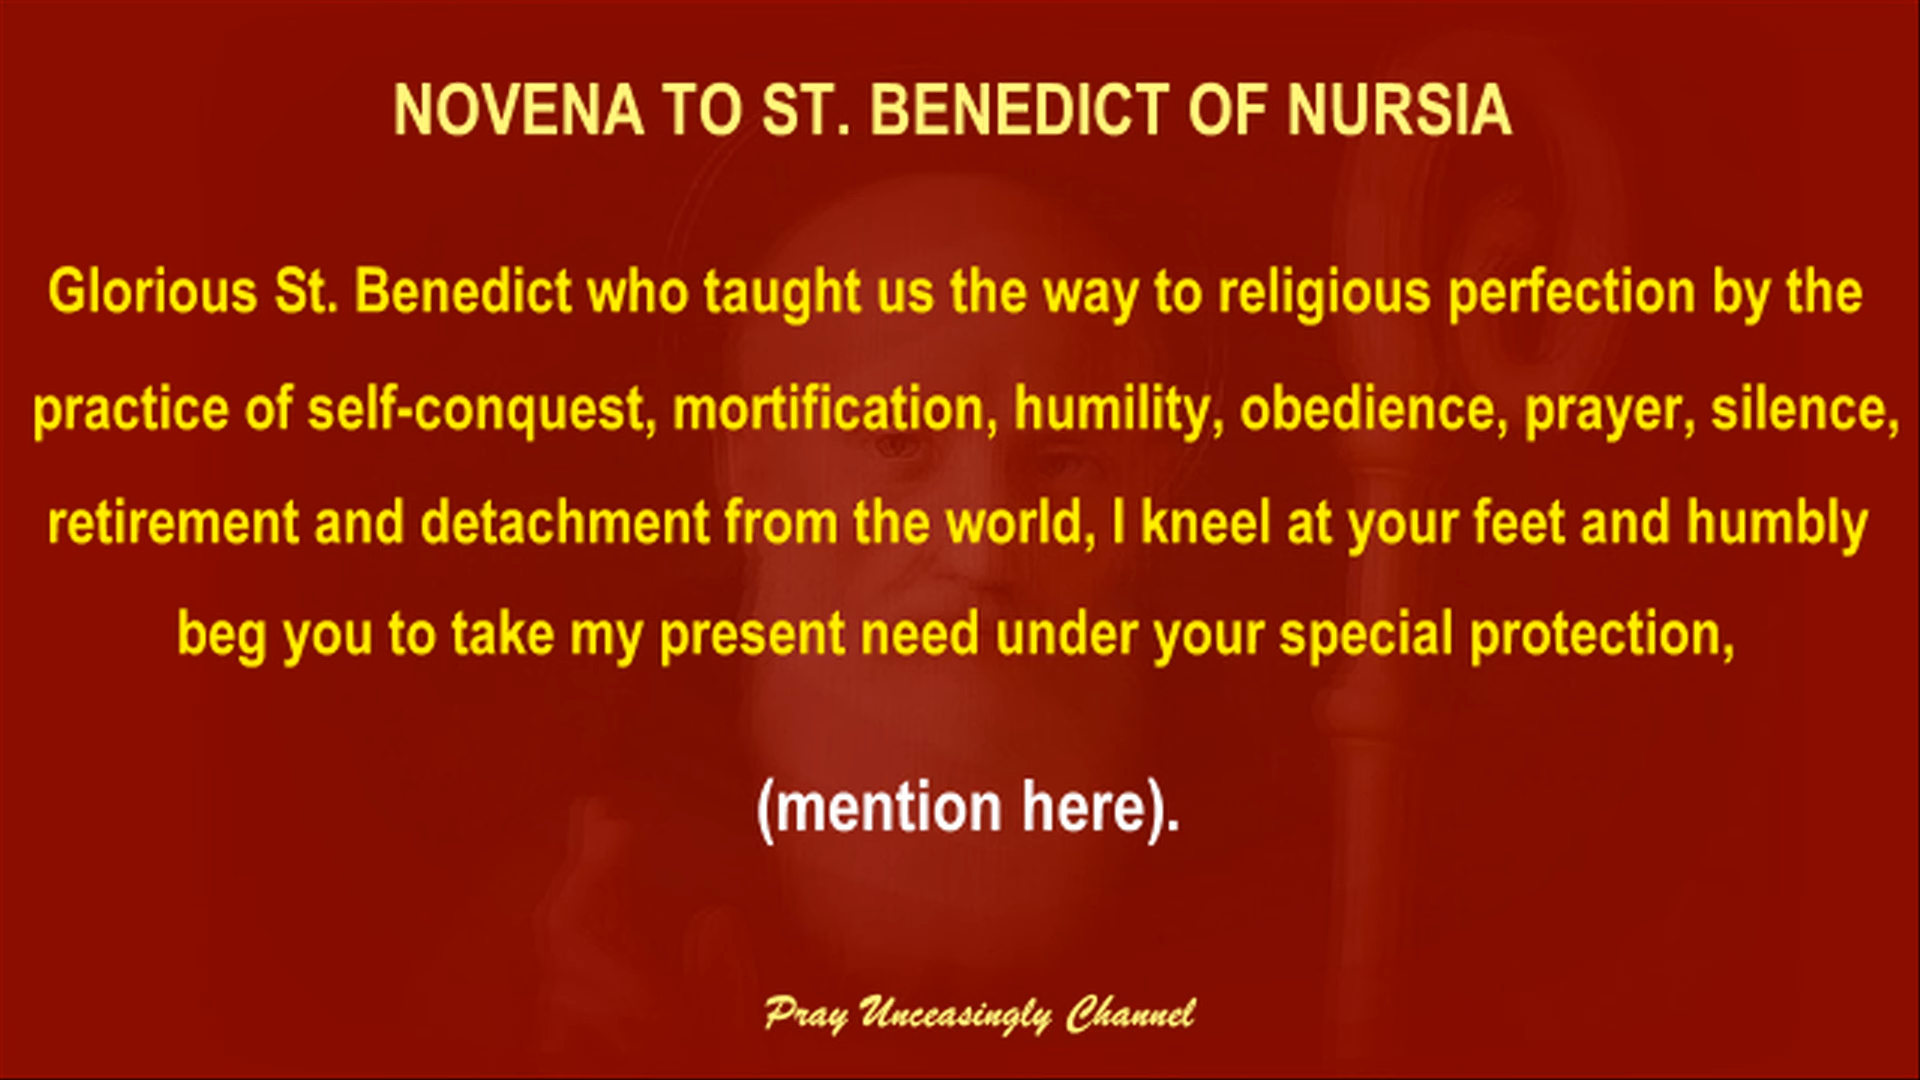 NOVENA TO ST. BENEDICT OF NURSIA
Glorious St. Benedict who taught us the way to religious perfection by the
practice of self-conquest, mortification, humility, obedience, prayer, silence,
retirement and detachment from the world, I kneel at your feet and humbly
beg you to take my present need under your special protection,
(mention here).
Pray Unceasingly Channel